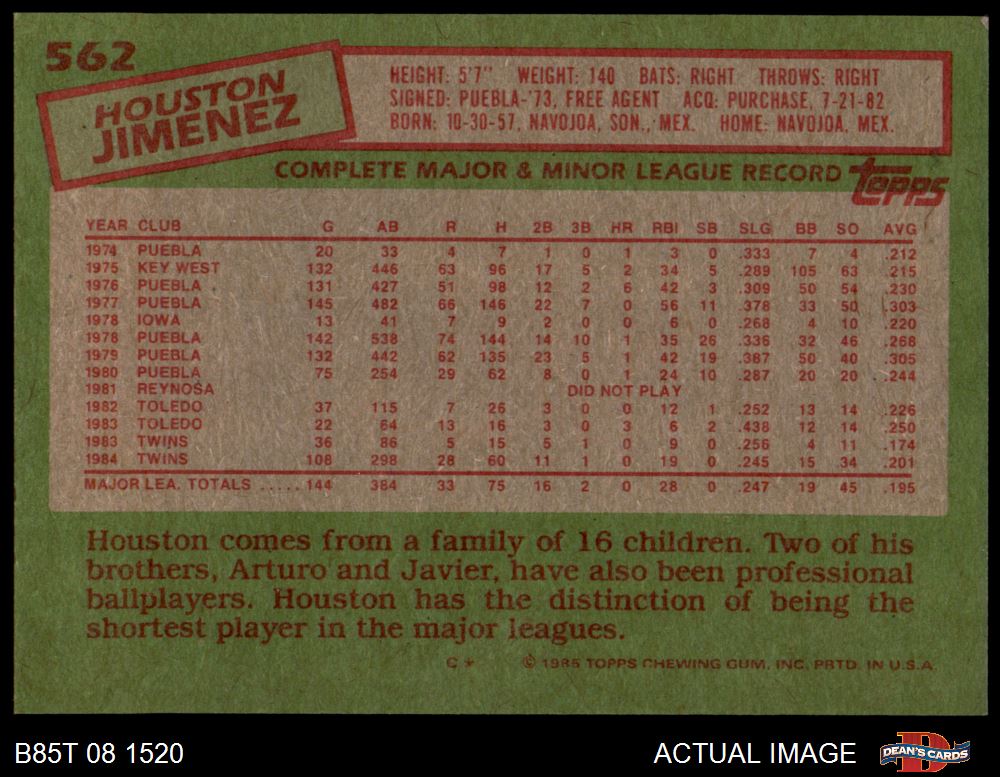 562
HOUSTON
JIMENEZ
HEIGHT: 5'7" WEIGHT: 140 BATS: RIGHT THROWS: RIGHT
SIGNED: PUEBLA-'73, FREE AGENT ACQ: PURCHASE, 7-21-82
BORN: 10-30-57, NAVOJOA, SON., MEX. HOME: NAVOJOA, MEX.
COMPLETE MAJOR & MINOR LEAGUE RECORD topps
YEAR CLUB G AB R H 2B 3B HR RBI SB SLG BB SO AVG
1974 PUEBLA 20 33 4 7 1 0 1 3 0 .333 7 4 .212
1975 KEY WEST 132 446 63 96 17 5 2 34 5 .289 105 63 .215
1976 PUEBLA 131 427 51 98 12 2 6 42 3 .309 50 54 .230
1977 PUEBLA 145 482 66 146 22 7 0 56 11 .378 33 50 .303
1978 IOWA 13 41 7 9 2 0 0 6 0 .268 4 10 .220
1978 PUEBLA 142 538 74 144 14 10 1 35 26 .336 32 46 .268
1979 PUEBLA 132 442 62 135 23 5 1 42 19 .387 50 40 .305
1980 PUEBLA 75 254 29 62 8 0 1 24 10 .287 20 20 .244
1981 REYNOSA DID NOT PLAY
1982 TOLEDO 37 115 7 26 3 0 0 12 1 .252 13 14 .226
1983 TOLEDO 22 64 13 16 3 0 3 6 2 .438 12 14 .250
1983 TWINS 36 86 5 15 5 1 0 9 0 .256 4 11 .174
1984 TWINS 108 298 28 60 11 1 0 19 0 .245 15 34 .201
MAJOR LEA. TOTALS ..... 144 384 33 75 16 2 0 28 0 .247 19 45 .195
Houston comes from a family of 16 children. Two of his
brothers, Arturo and Javier, have also been professional
ballplayers. Houston has the distinction of being the
shortest player in the major leagues.
C * © 1985 TOPPS CHEWING GUM, INC. PRTD. IN U.S.A.
B85T 08 1520 ACTUAL IMAGE D DEAN'S CARDS